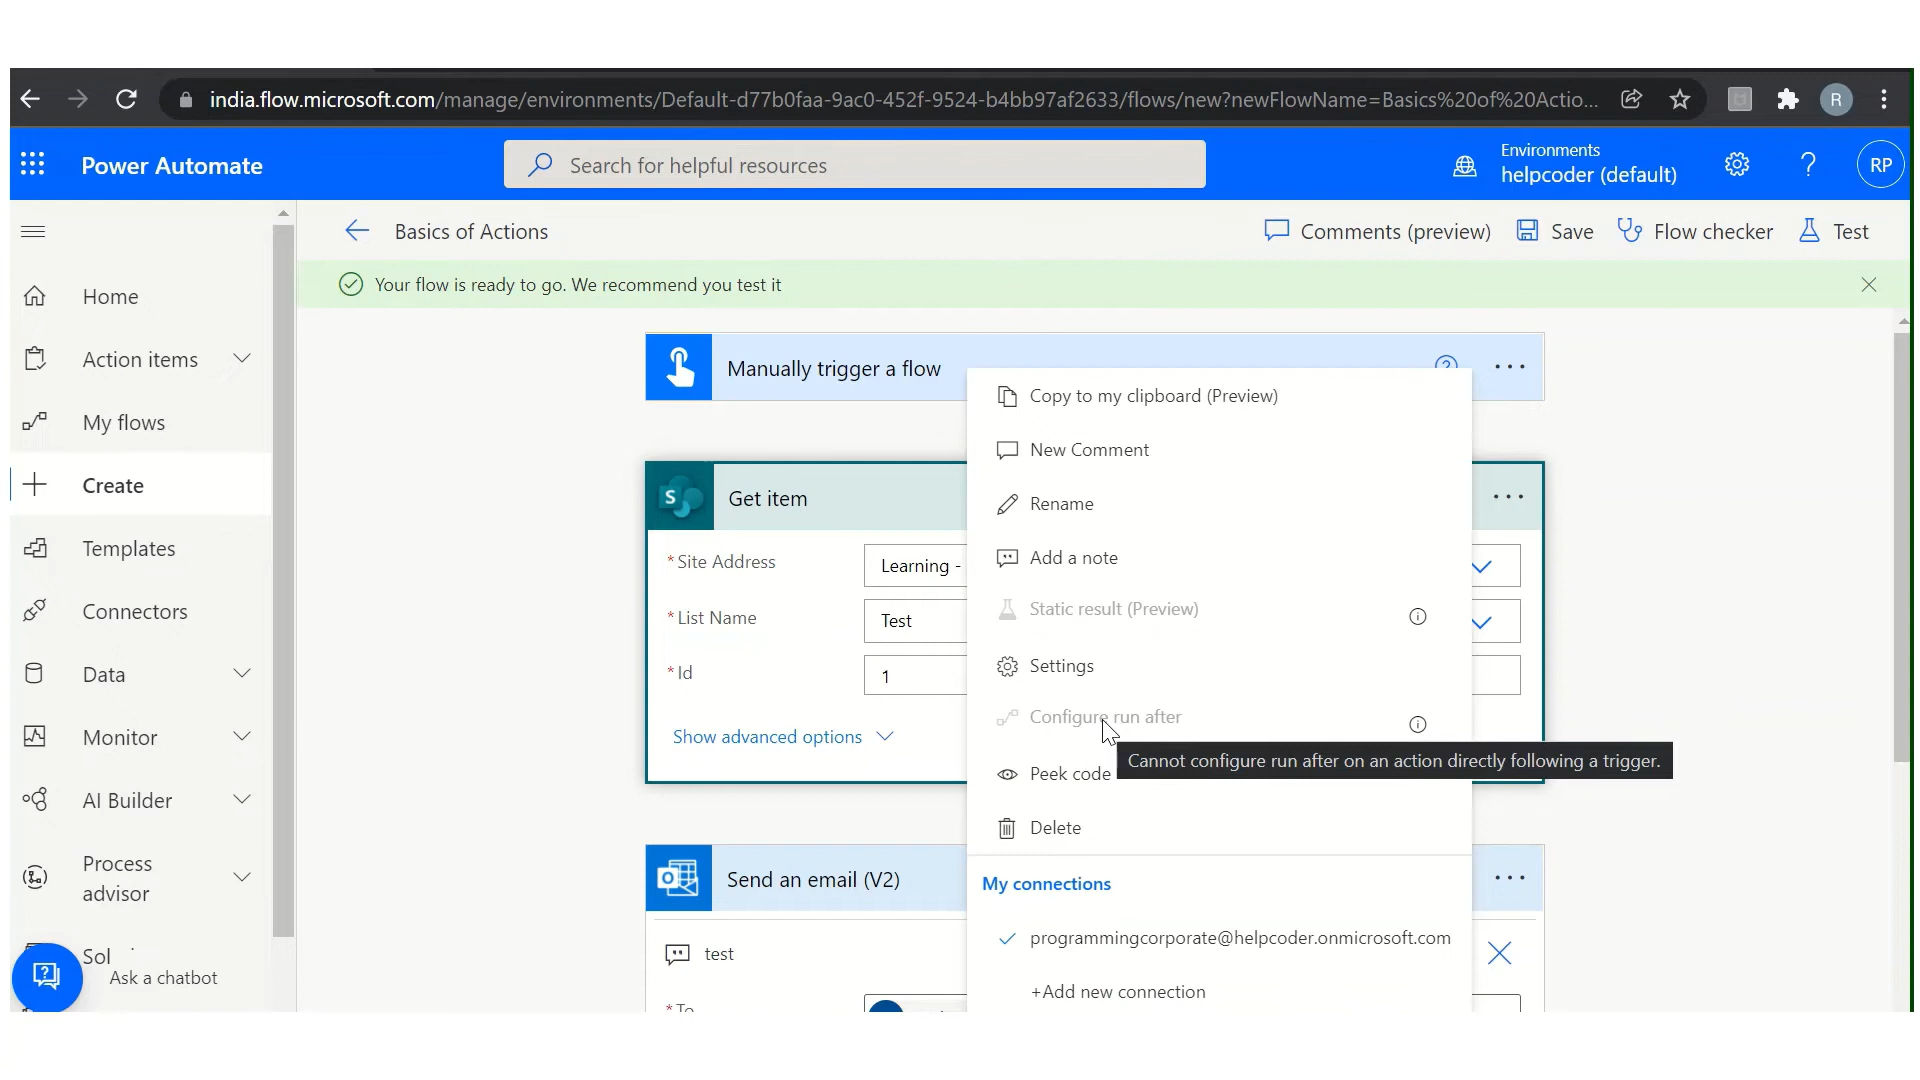 india.flow.microsoft.com/manage/environments/Default-d77b0faa-9ac0-452f-9524-b4bb97af2633/flows/new?newFlowName=Basics%20of%20Actio...
R
Power Automate
Search for helpful resources
Environments
helpcoder (default)
RP
Basics of Actions
Comments (preview)
Save
Flow checker
Test
Your flow is ready to go. We recommend you test it
Home
Action items
My flows
Create
Templates
Connectors
Data
Monitor
AI Builder
Process
advisor
Sol
Ask a chatbot
Manually trigger a flow
Get item
* Site Address
Learning -
* List Name
Test
* Id
1
Show advanced options
Send an email (V2)
test
* To
Copy to my clipboard (Preview)
New Comment
Rename
Add a note
Static result (Preview)
Settings
Configure run after
Cannot configure run after on an action directly following a trigger.
Peek code
Delete
My connections
programmingcorporate@helpcoder.onmicrosoft.com
+Add new connection